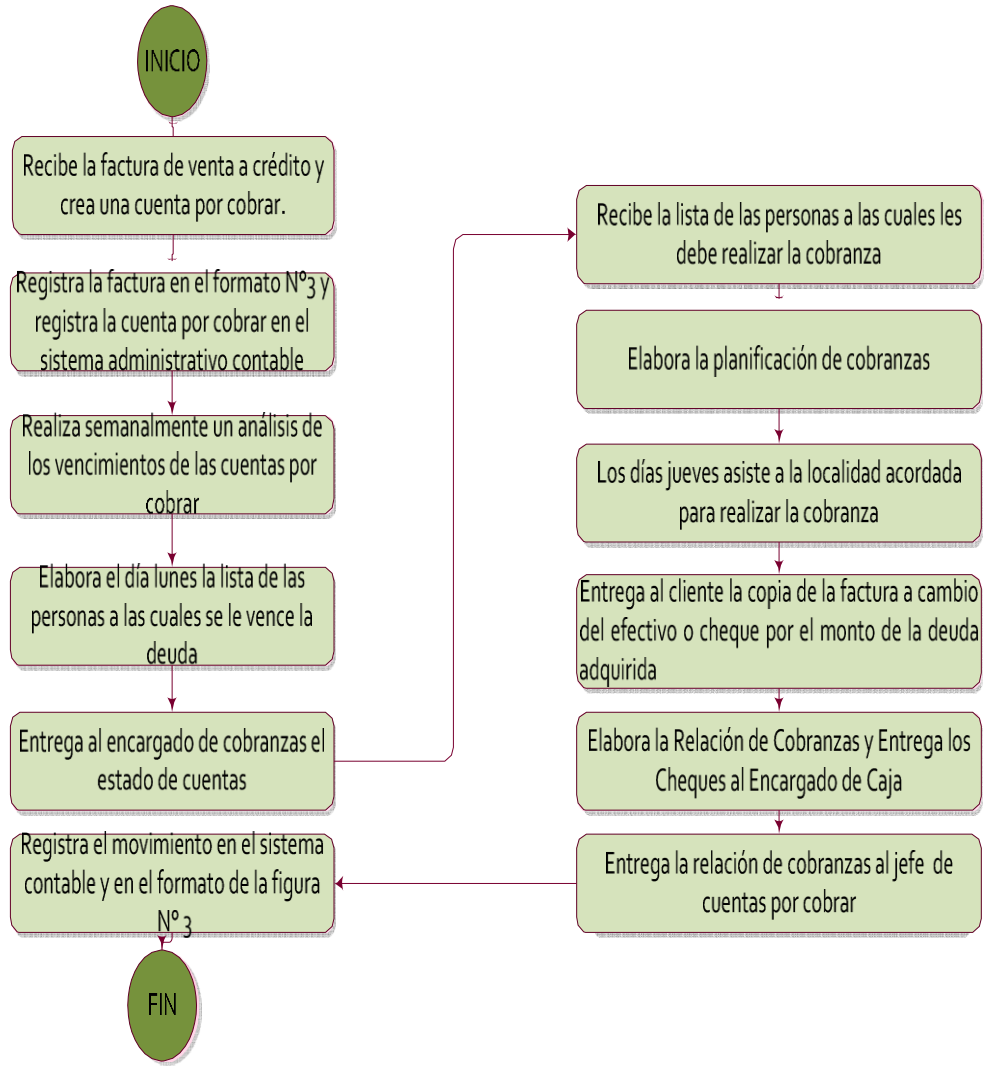 INICIO
Recibe la factura de venta a crédito y
crea una cuenta por cobrar.
Registra la factura en el formato Nº3 y
registra la cuenta por cobrar en el
sistema administrativo contable
Realiza semanalmente un análisis de
los vencimientos de las cuentas por
cobrar
Elabora el día lunes la lista de las
personas a las cuales se le vence la
deuda
Entrega al encargado de cobranzas el
estado de cuentas
Recibe la lista de las personas a las cuales les
debe realizar la cobranza
Elabora la planificación de cobranzas
Los días jueves asiste a la localidad acordada
para realizar la cobranza
Entrega al cliente la copia de la factura a cambio
del efectivo o cheque por el monto de la deuda
adquirida
Elabora la Relación de Cobranzas y Entrega los
Cheques al Encargado de Caja
Entrega la relación de cobranzas al jefe de
cuentas por cobrar
Registra el movimiento en el sistema
contable y en el formato de la figura
Nº 3
FIN